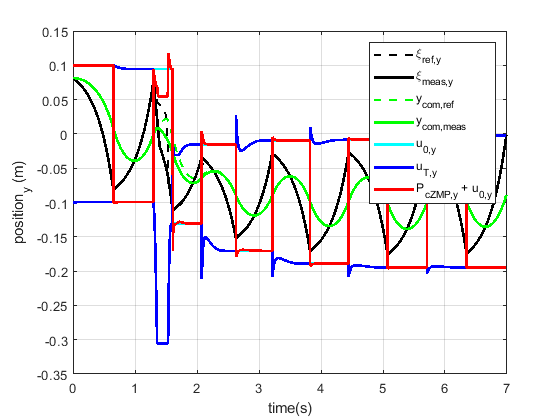 0.15
0.1
0.05
0
-0.05
-0.1
-0.15
-0.2
-0.25
-0.3
-0.35
position_y (m)
0 1 2 3 4 5 6 7
time(s)
ξ_ref,y
ξ_meas,y
y_com,ref
y_com,meas
u_0,y
u_T,y
P_cZMP,y + u_0,y